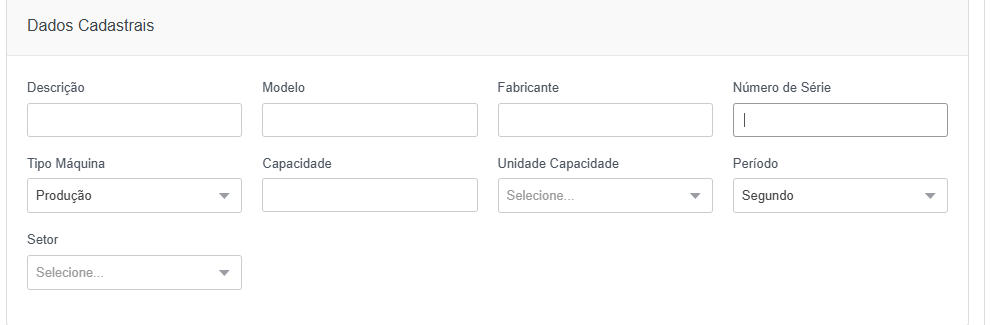 Dados Cadastrais
Descrição Modelo Fabricante Número de Série
Tipo Máquina Capacidade Unidade Capacidade Período
Produção Selecione... Segundo
Setor
Selecione...